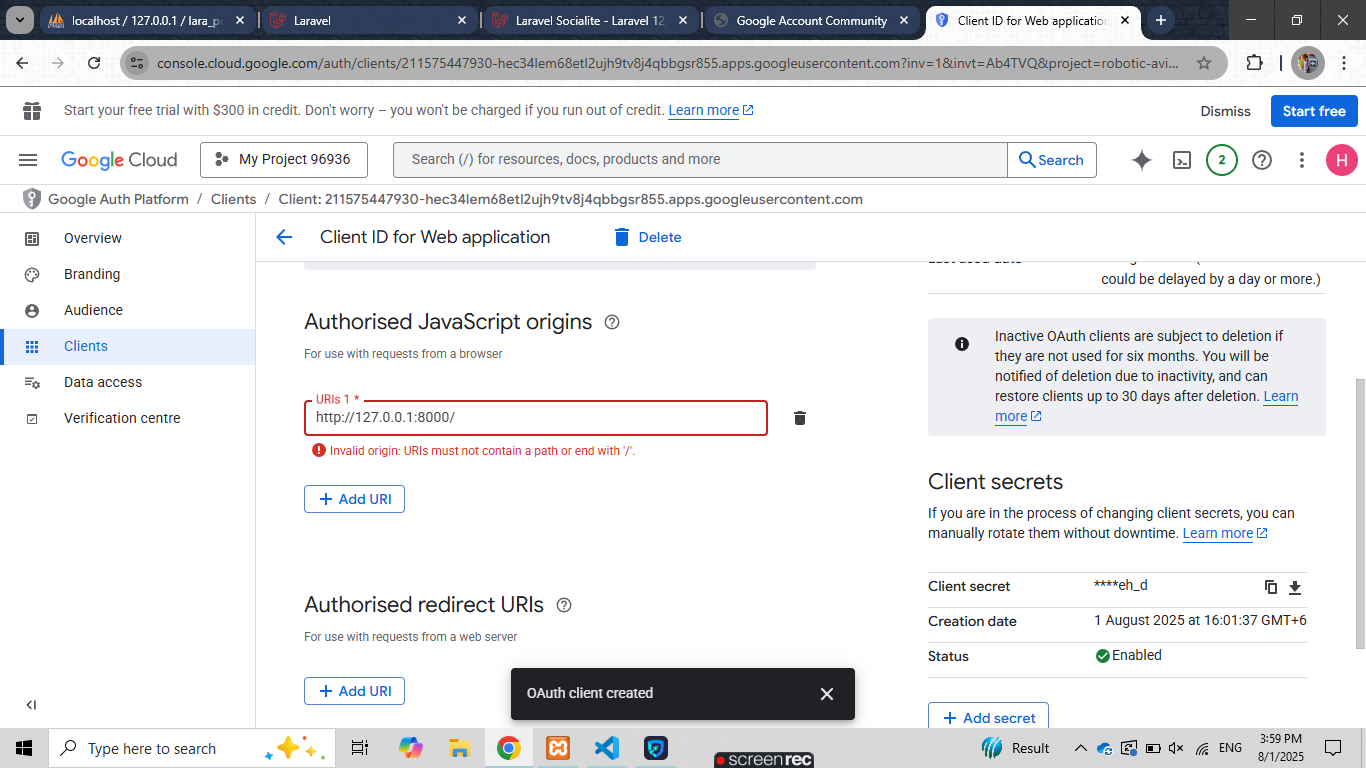 localhost / 127.0.0.1 / lara_p
Laravel
Laravel Socialite - Laravel 12
Google Account Community
Client ID for Web application
console.cloud.google.com/auth/clients/211575447930-hec34lem68etl2ujh9tv8j4qbbgsr855.apps.googleusercontent.com?inv=1&invt=Ab4TVQ&project=robotic-avi...
Start your free trial with $300 in credit. Don't worry – you won't be charged if you run out of credit. Learn more
Dismiss
Start free
Google Cloud
My Project 96936
Search (/) for resources, docs, products and more
Search
2
H
Google Auth Platform / Clients / Client: 211575447930-hec34lem68etl2ujh9tv8j4qbbgsr855.apps.googleusercontent.com
Overview
Branding
Audience
Clients
Data access
Verification centre
Client ID for Web application
Delete
Authorised JavaScript origins
For use with requests from a browser
URIs 1 *
http://127.0.0.1:8000/
Invalid origin: URIs must not contain a path or end with '/'.
+ Add URI
Authorised redirect URIs
For use with requests from a web server
+ Add URI
could be delayed by a day or more.)
Inactive OAuth clients are subject to deletion if
they are not used for six months. You will be
notified of deletion due to inactivity, and can
restore clients up to 30 days after deletion. Learn
more
Client secrets
If you are in the process of changing client secrets, you can
manually rotate them without downtime. Learn more
Client secret ****eh_d
Creation date 1 August 2025 at 16:01:37 GMT+6
Status Enabled
+ Add secret
OAuth client created
Type here to search
Result
ENG
3:59 PM
8/1/2025
screenrec